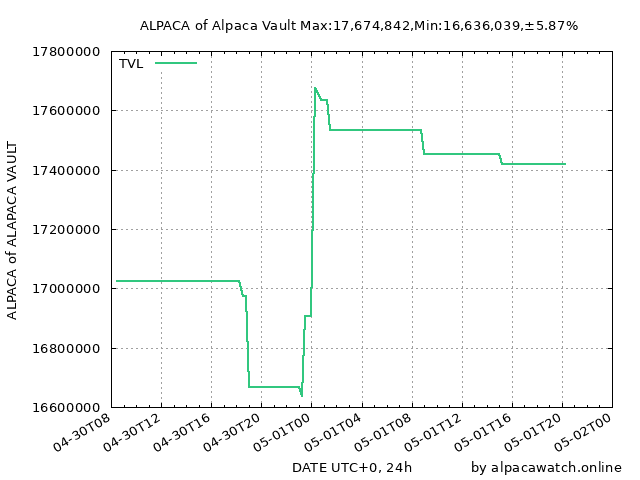 ALPACA of Alpaca Vault Max:17,674,842,Min:16,636,039,±5.87%
TVL
17800000
17600000
17400000
17200000
17000000
16800000
16600000
ALPACA of ALAPACA VAULT
04-30T08
04-30T12
04-30T16
04-30T20
05-01T00
05-01T04
05-01T08
05-01T12
05-01T16
05-01T20
05-02T00
DATE UTC+0, 24h
by alpacawatch.online